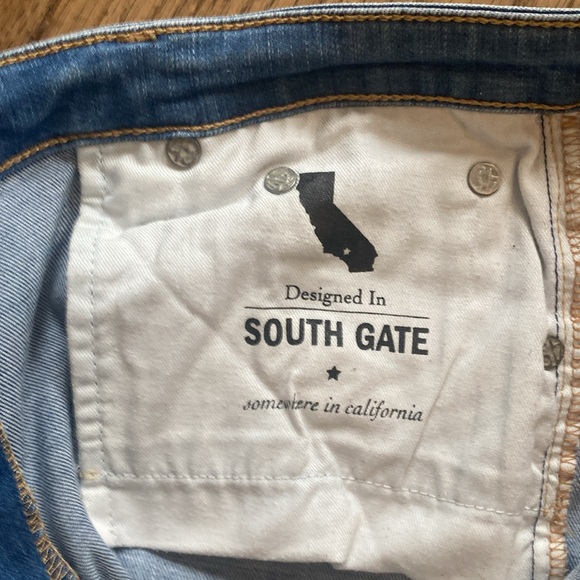 Designed In
SOUTH GATE
somewhere in california